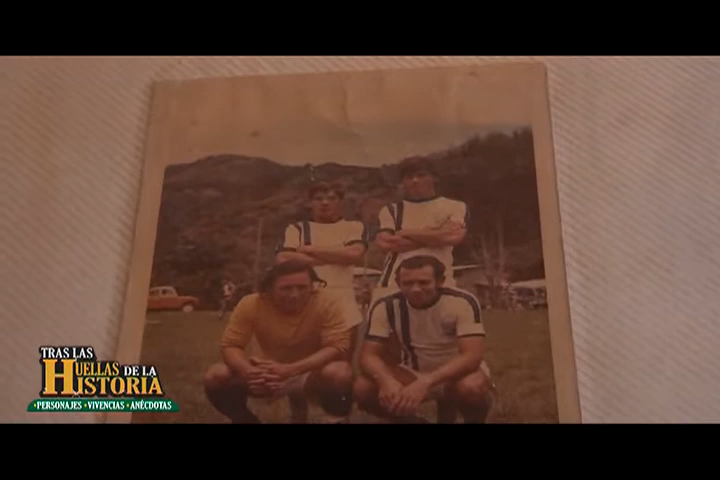 TRAS LAS
HUELLAS DE LA
HISTORIA
•PERSONAJES •VIVENCIAS •ANÉCDOTAS